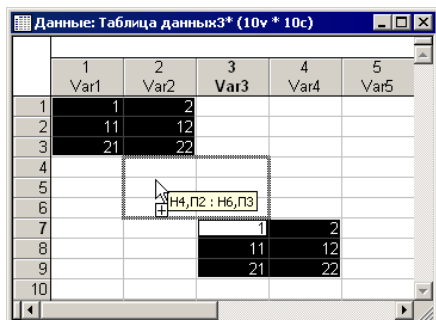 Данные: Таблица данных3* (10v * 10c)
1 2 3 4 5
Var1 Var2 Var3 Var4 Var5
1 1 2
2 11 12
3 21 22
4
5
6 Н4,П2 : Н6,П3
7 1 2
8 11 12
9 21 22
10